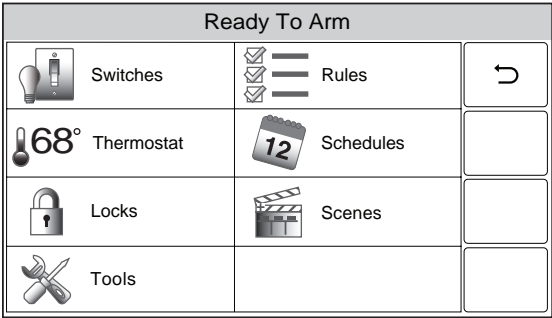 Ready To Arm
Switches
Rules
68° Thermostat
12 Schedules
Locks
Scenes
Tools